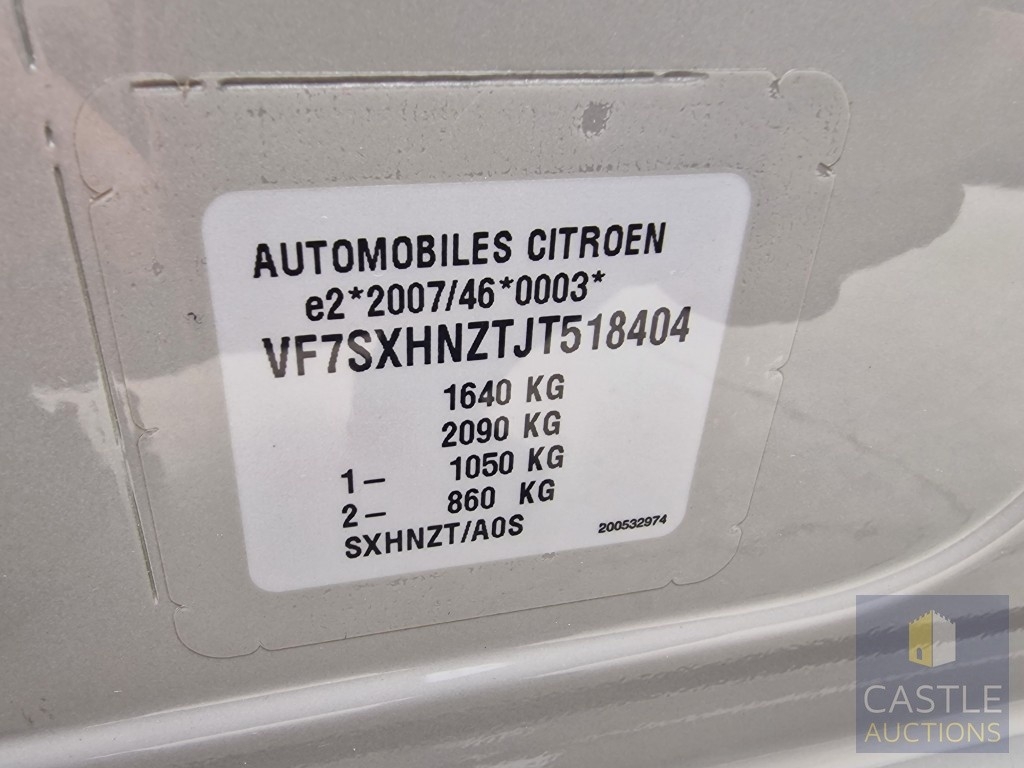 AUTOMOBILES CITROEN
e2*2007/46*0003*
VF7SXHNZTJT518404
1640 KG
2090 KG
1– 1050 KG
2– 860 KG
SXHNZT/A0S
200532974
CASTLE
AUCTIONS